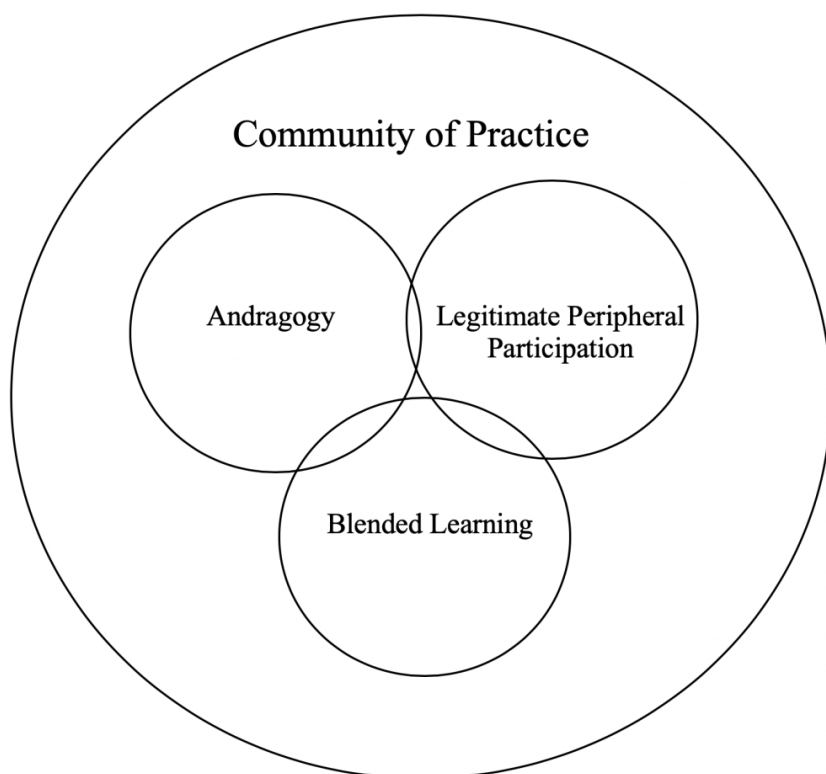 Community of Practice
Andragogy
Legitimate Peripheral
Participation
Blended Learning